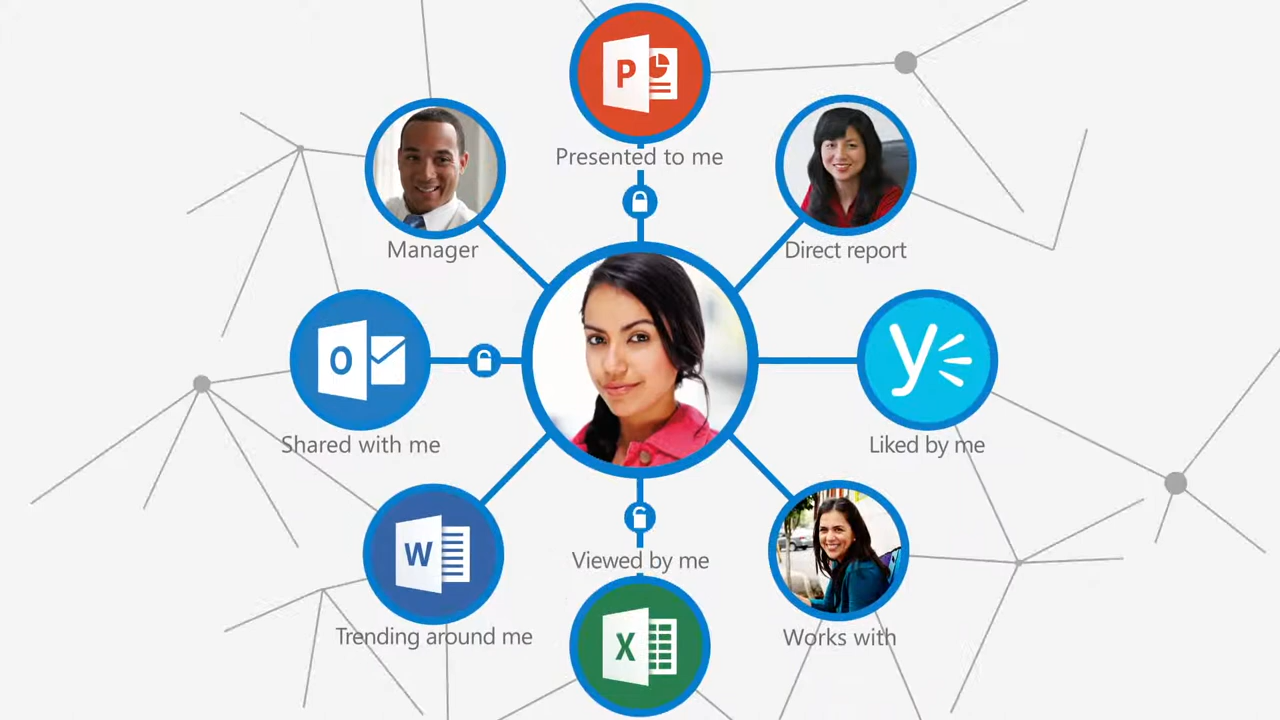 P
Presented to me
Manager
Direct report
O
y
Shared with me
Liked by me
W
Viewed by me
Trending around me
Works with
X